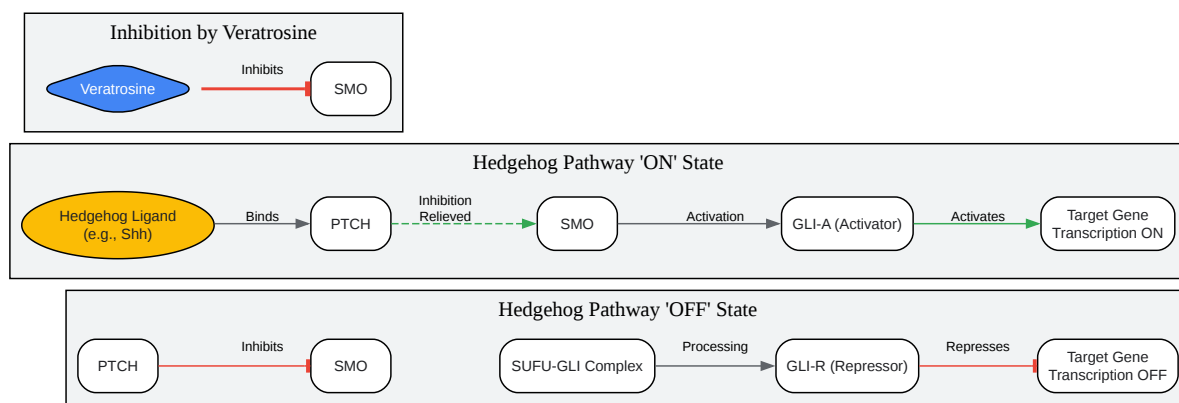 Inhibition by Veratrosine
Veratrosine
Inhibits
SMO
Hedgehog Pathway 'ON' State
Hedgehog Ligand
(e.g., Shh)
Binds
PTCH
Inhibition
Relieved
SMO
Activation
GLI-A (Activator)
Activates
Target Gene
Transcription ON
Hedgehog Pathway 'OFF' State
PTCH
Inhibits
SMO
SUFU-GLI Complex
Processing
GLI-R (Repressor)
Represses
Target Gene
Transcription OFF